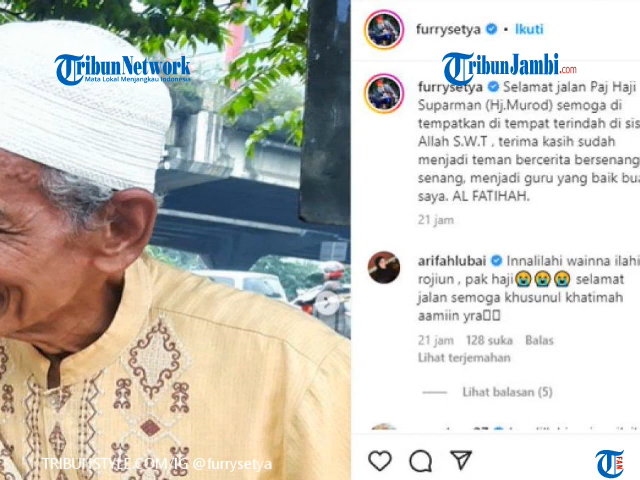 TribunNetwork
Mata Lokal Menjangkau Indonesia
TribunJambi.com
furrysetya • Ikuti
furrysetya Selamat jalan Paj Haji
Suparman (Hj.Murod) semoga di
tempatkan di tempat terindah di sis
Allah S.W.T , terima kasih sudah
menjadi teman bercerita bersenang
senang, menjadi guru yang baik bua
saya. AL FATIHAH.
21 jam
arifahlubai Innalilahi wainna ilahi
rojiun , pak haji😭😭😭 selamat
jalan semoga khusunul khatimah
aamiin yra
21 jam 128 suka Balas
Lihat terjemahan
Lihat balasan (5)
TRIBUNSTYLE.COM/IG @furrysetya
T FAN